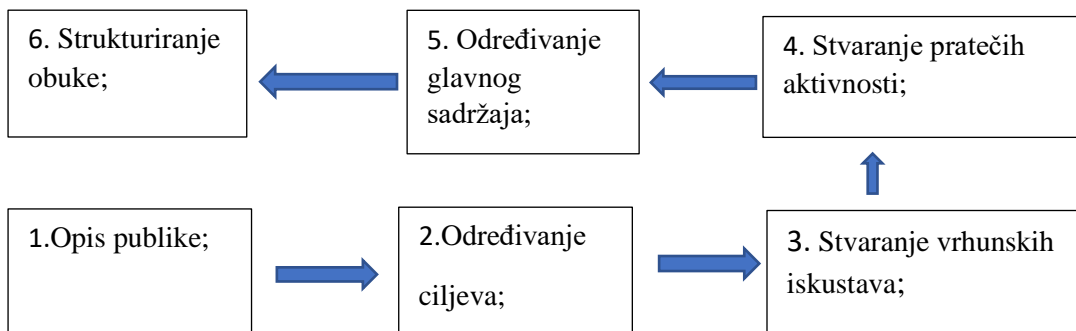 6. Strukturiranje
obuke;
5. Određivanje
glavnog
sadržaja;
4. Stvaranje pratečih
aktivnosti;
1.Opis publike;
2.Određivanje
ciljeva;
3. Stvaranje vrhunskih
iskustava;